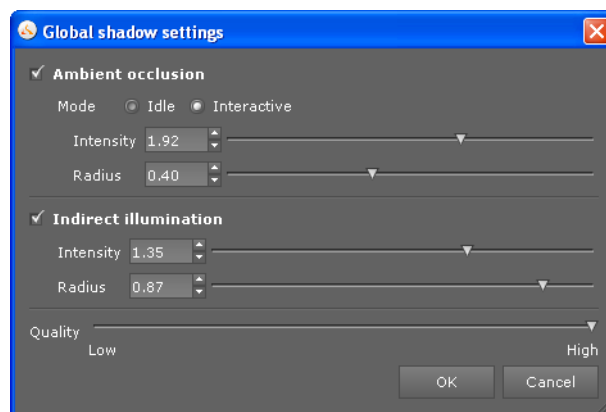 Global shadow settings
Ambient occlusion
Mode Idle Interactive
Intensity 1.92
Radius 0.40
Indirect illumination
Intensity 1.35
Radius 0.87
Quality
Low High
OK Cancel